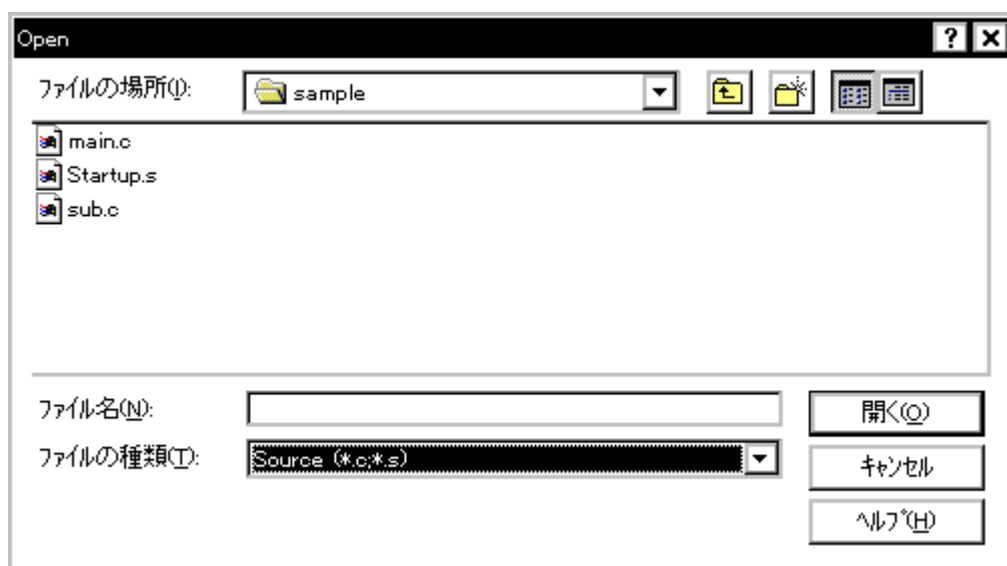 Open
ファイルの場所(I): sample
main.c
Startup.s
sub.c
ファイル名(N): 開く(O)
ファイルの種類(T): Source (*.c;*.s) キャンセル
ヘルプ(H)